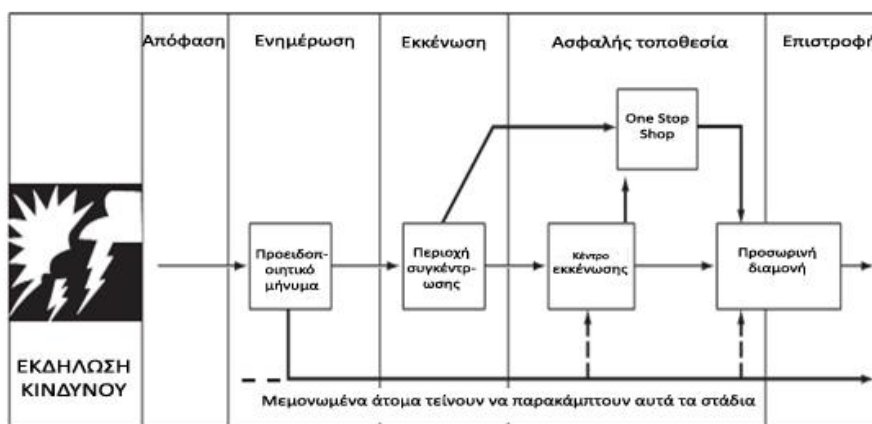 Απόφαση
Ενημέρωση
Εκκένωση
Ασφαλής τοποθεσία
Επιστροφή
One Stop
Shop
Προειδοπ-
οιητικό
μήνυμα
Περιοχή
συγκέντρ-
ωσης
Κέντρο
εκκένωσης
Προσωρινή
διαμονή
ΕΚΔΗΛΩΣΗ
ΚΙΝΔΥΝΟΥ
Μεμονωμένα άτομα τείνουν να παρακάμπτουν αυτά τα στάδια